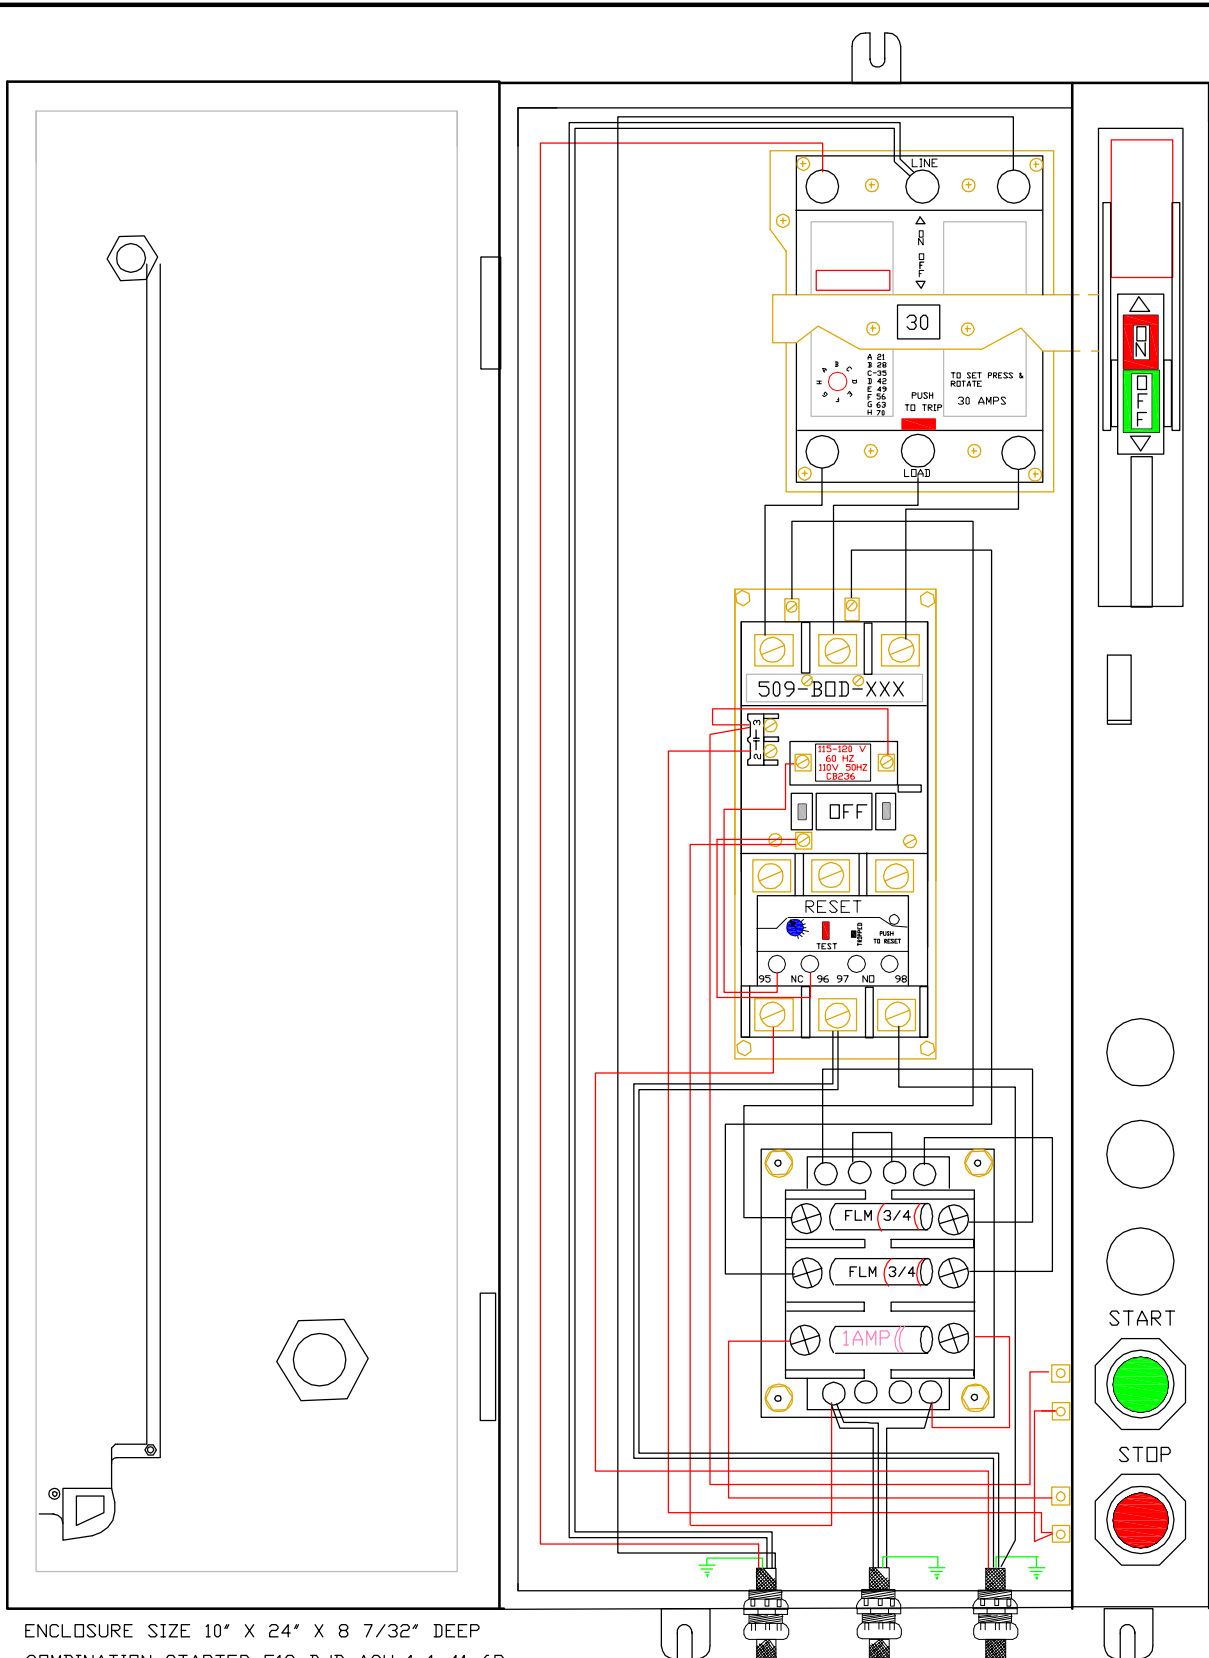 LINE
ON OFF
30
A 21
B 28
C-35
D 42
E 49
F 56
G 63
H 70
A B C D E F G H
TO SET PRESS &
ROTATE
30 AMPS
PUSH
TO TRIP
LOAD
ON
OFF
509-BOD-XXX
2 3
115-120 V
60 HZ
110V 50HZ
CB236
OFF
RESET
TEST
TRIPPED
PUSH
TO RESET
95 NC 96 97 NO 98
FLM 3/4
FLM 3/4
1AMP
START
STOP
ENCLOSURE SIZE 10" X 24" X 8 7/32" DEEP